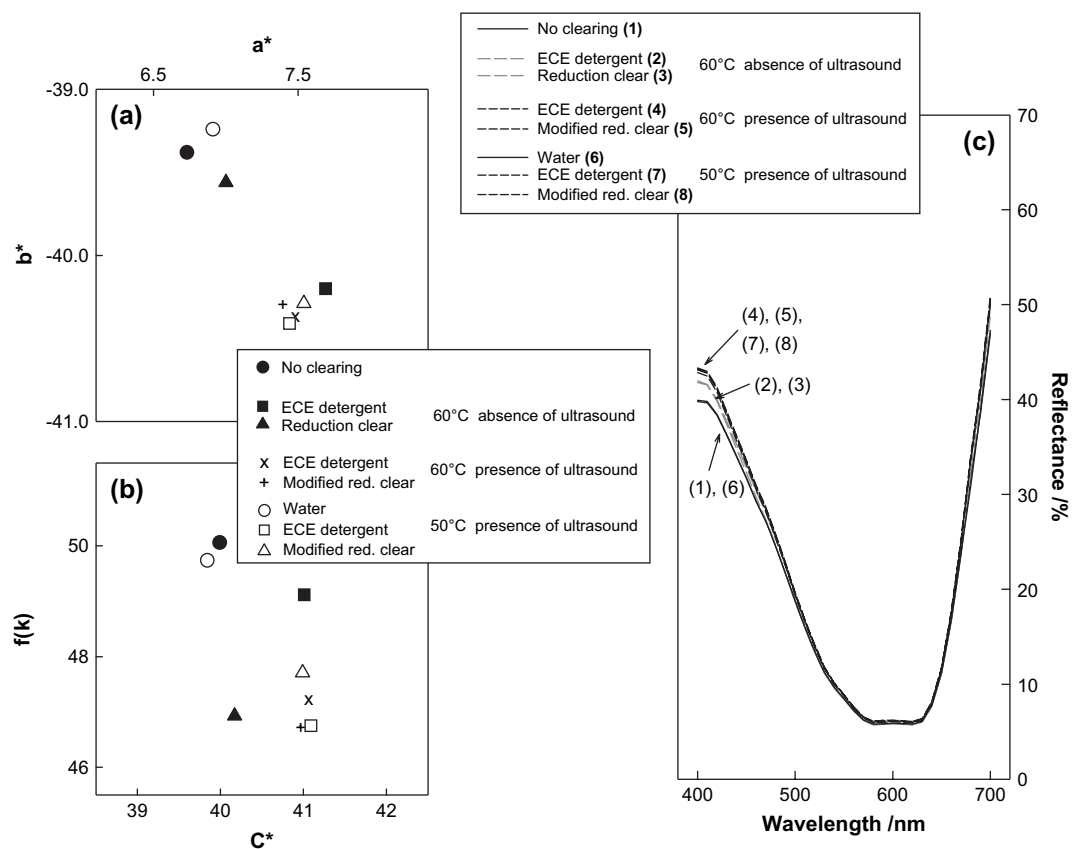 a*
6.5 7.5
-39.0
(a)
b*
-40.0
-41.0
No clearing
ECE detergent
60°C absence of ultrasound
Reduction clear
ECE detergent
60°C presence of ultrasound
Modified red. clear
Water
ECE detergent
50°C presence of ultrasound
Modified red. clear
(b)
50
f(k)
48
46
39 40 41 42
C*
No clearing (1)
ECE detergent (2)
60°C absence of ultrasound
Reduction clear (3)
ECE detergent (4)
60°C presence of ultrasound
Modified red. clear (5)
Water (6)
ECE detergent (7)
50°C presence of ultrasound
Modified red. clear (8)
(c)
70
60
50
40
30
20
10
0
Reflectance /%
(4), (5),
(7), (8)
(2), (3)
(1), (6)
400 500 600 700
Wavelength /nm